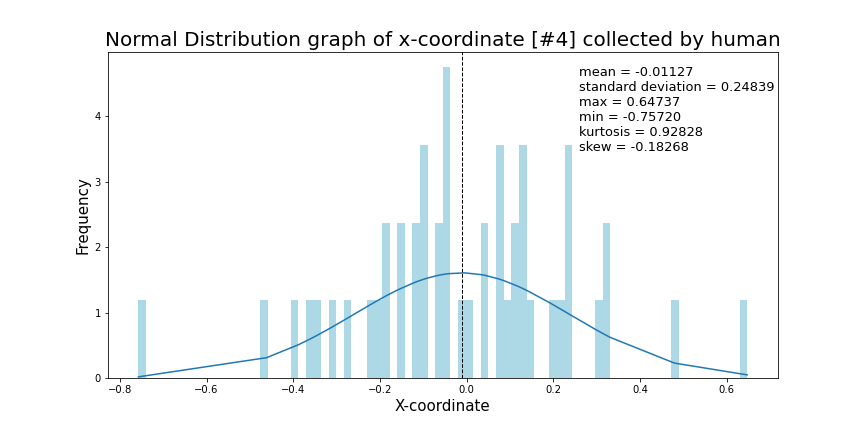 Normal Distribution graph of x-coordinate [#4] collected by human
mean = -0.01127
standard deviation = 0.24839
max = 0.64737
min = -0.75720
kurtosis = 0.92828
skew = -0.18268
Frequency
4
3
2
1
0
−0.8 −0.6 −0.4 −0.2 0.0 0.2 0.4 0.6
X-coordinate